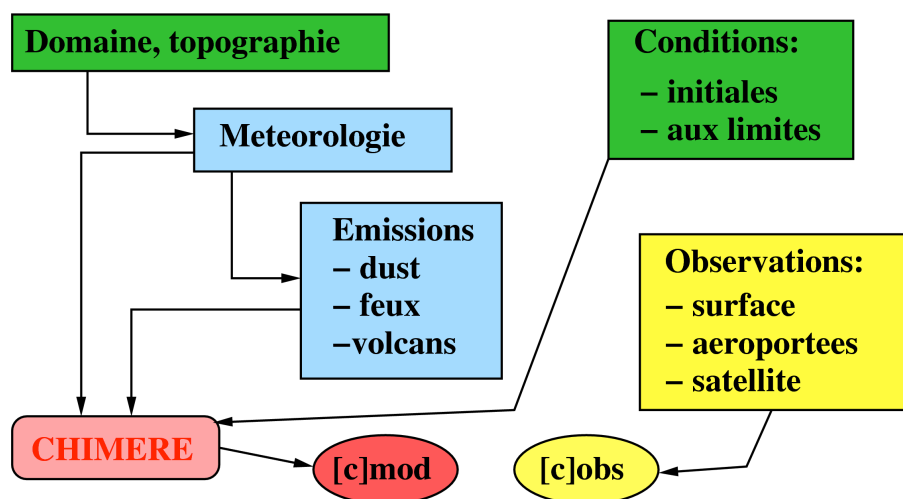 Domaine, topographie
Meteorologie
Emissions
– dust
– feux
–volcans
CHIMERE
[c]mod
Conditions:
– initiales
– aux limites
Observations:
– surface
– aeroportees
– satellite
[c]obs